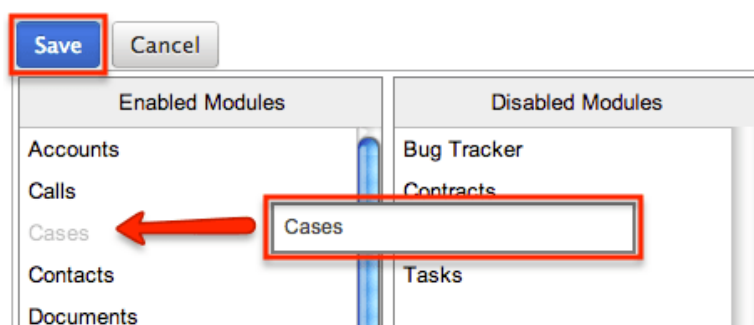 Save Cancel
Enabled Modules Disabled Modules
Accounts Bug Tracker
Calls Contracts
Cases Cases
Contacts Tasks
Documents